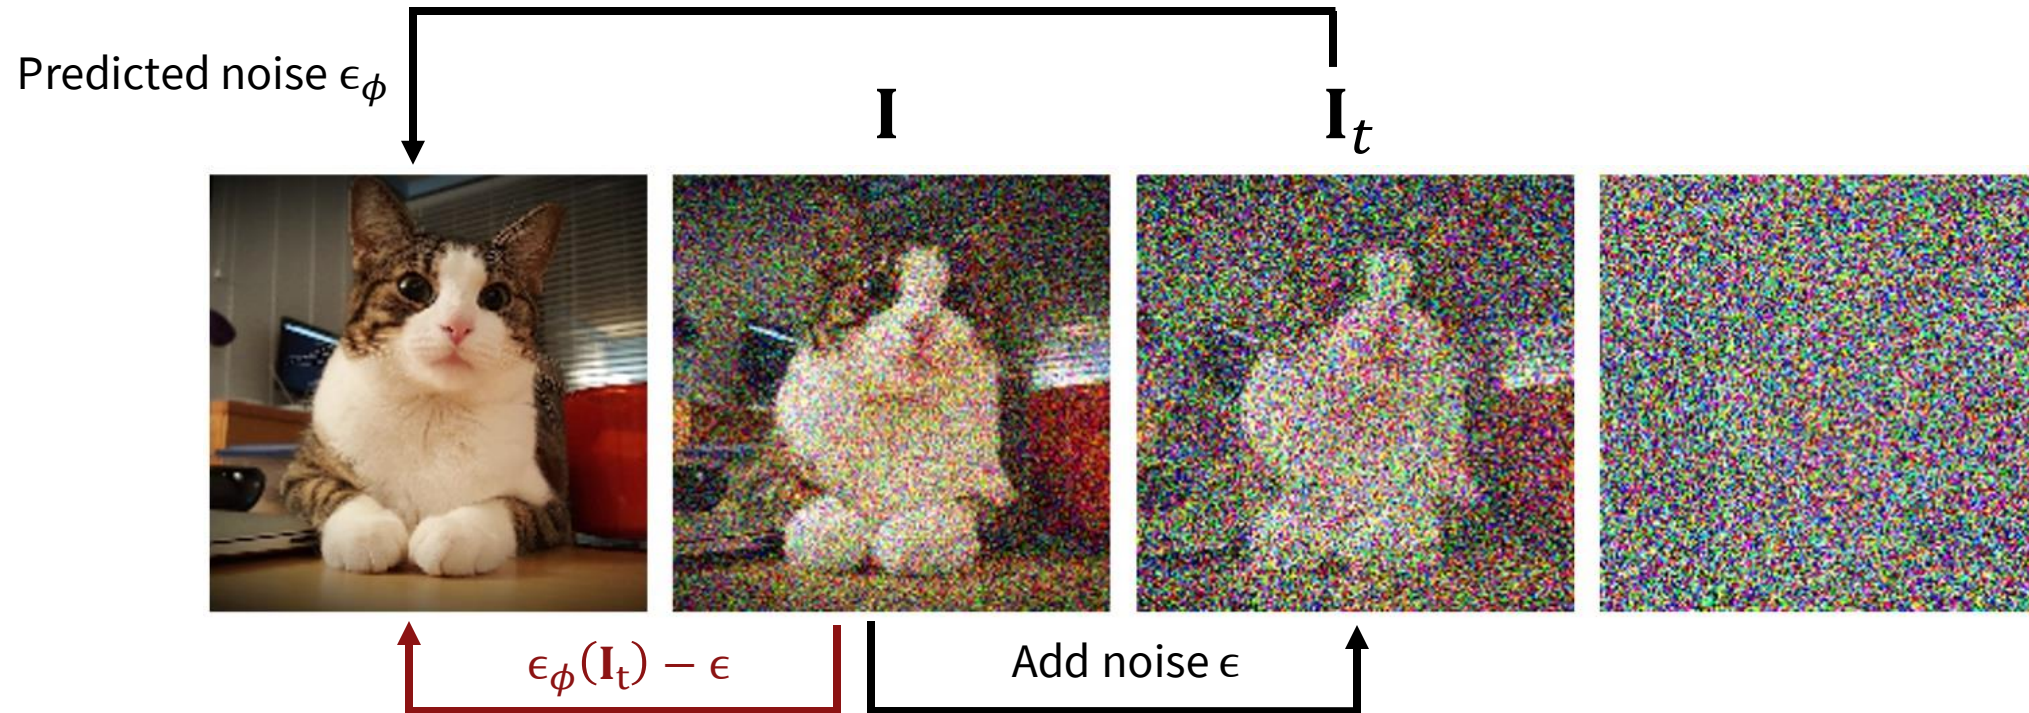 Predicted noise ϵ_ϕ
I
I_t
ϵ_ϕ(I_t) − ϵ
Add noise ϵ